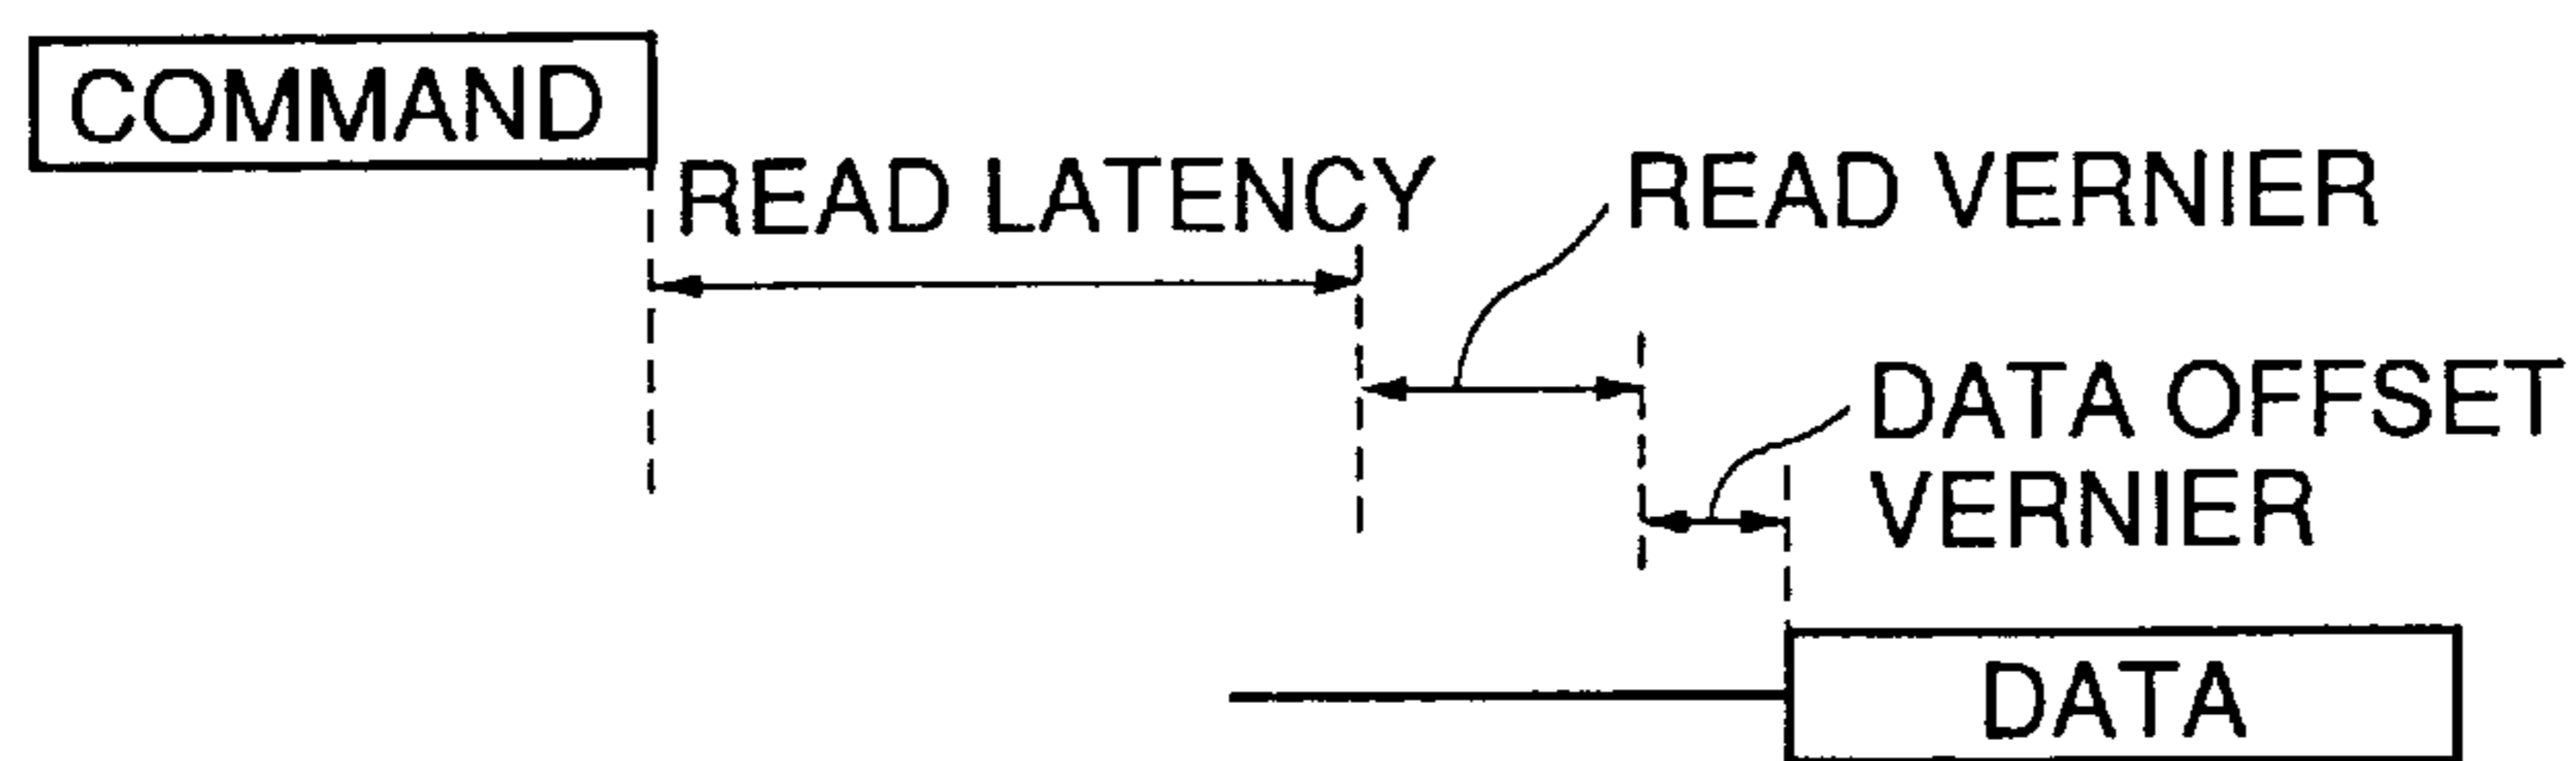 COMMAND
READ LATENCY
READ VERNIER
DATA OFFSET
VERNIER
DATA